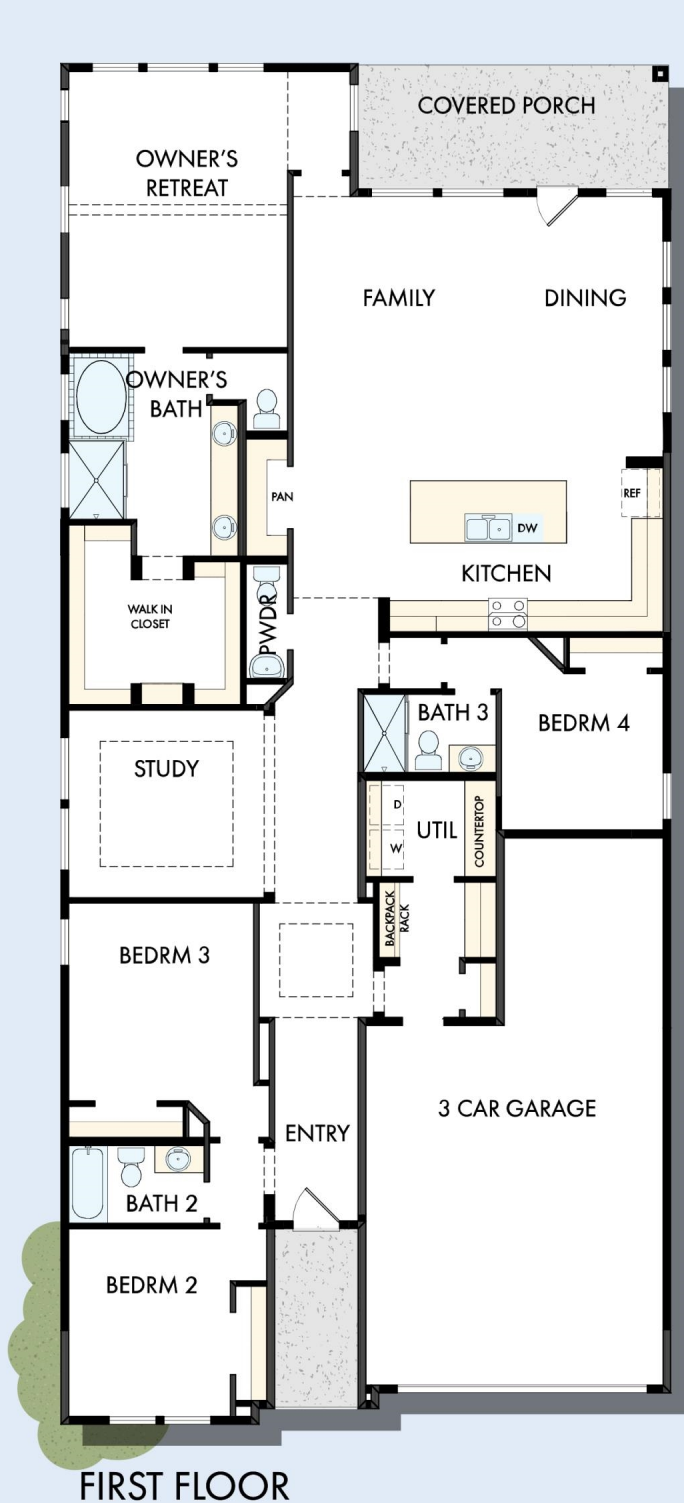 COVERED PORCH
OWNER'S
RETREAT
FAMILY
DINING
OWNER'S
BATH
PAN
REF
DW
KITCHEN
WALK IN
CLOSET
PWDR
BATH 3
BEDRM 4
STUDY
D
W
UTIL
COUNTERTOP
BACKPACK
RACK
BEDRM 3
3 CAR GARAGE
ENTRY
BATH 2
BEDRM 2
FIRST FLOOR